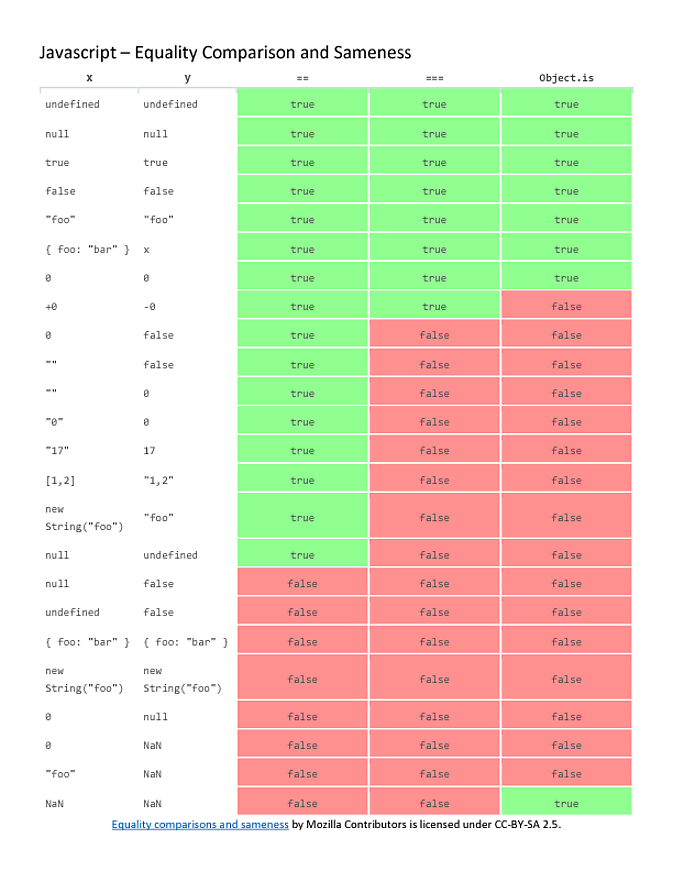 Javascript – Equality Comparison and Sameness
x y == === Object.is
undefined undefined true true true
null null true true true
true true true true true
false false true true true
"foo" "foo" true true true
{ foo: "bar" } x true true true
0 0 true true true
+0 -0 true true false
0 false true false false
"" false true false false
"" 0 true false false
"0" 0 true false false
"17" 17 true false false
[1,2] "1,2" true false false
new
String("foo") "foo" true false false
null undefined true false false
null false false false false
undefined false false false false
{ foo: "bar" } { foo: "bar" } false false false
new new
String("foo") String("foo") false false false
0 null false false false
0 NaN false false false
"foo" NaN false false false
NaN NaN false false true
Equality comparisons and sameness by Mozilla Contributors is licensed under CC-BY-SA 2.5.